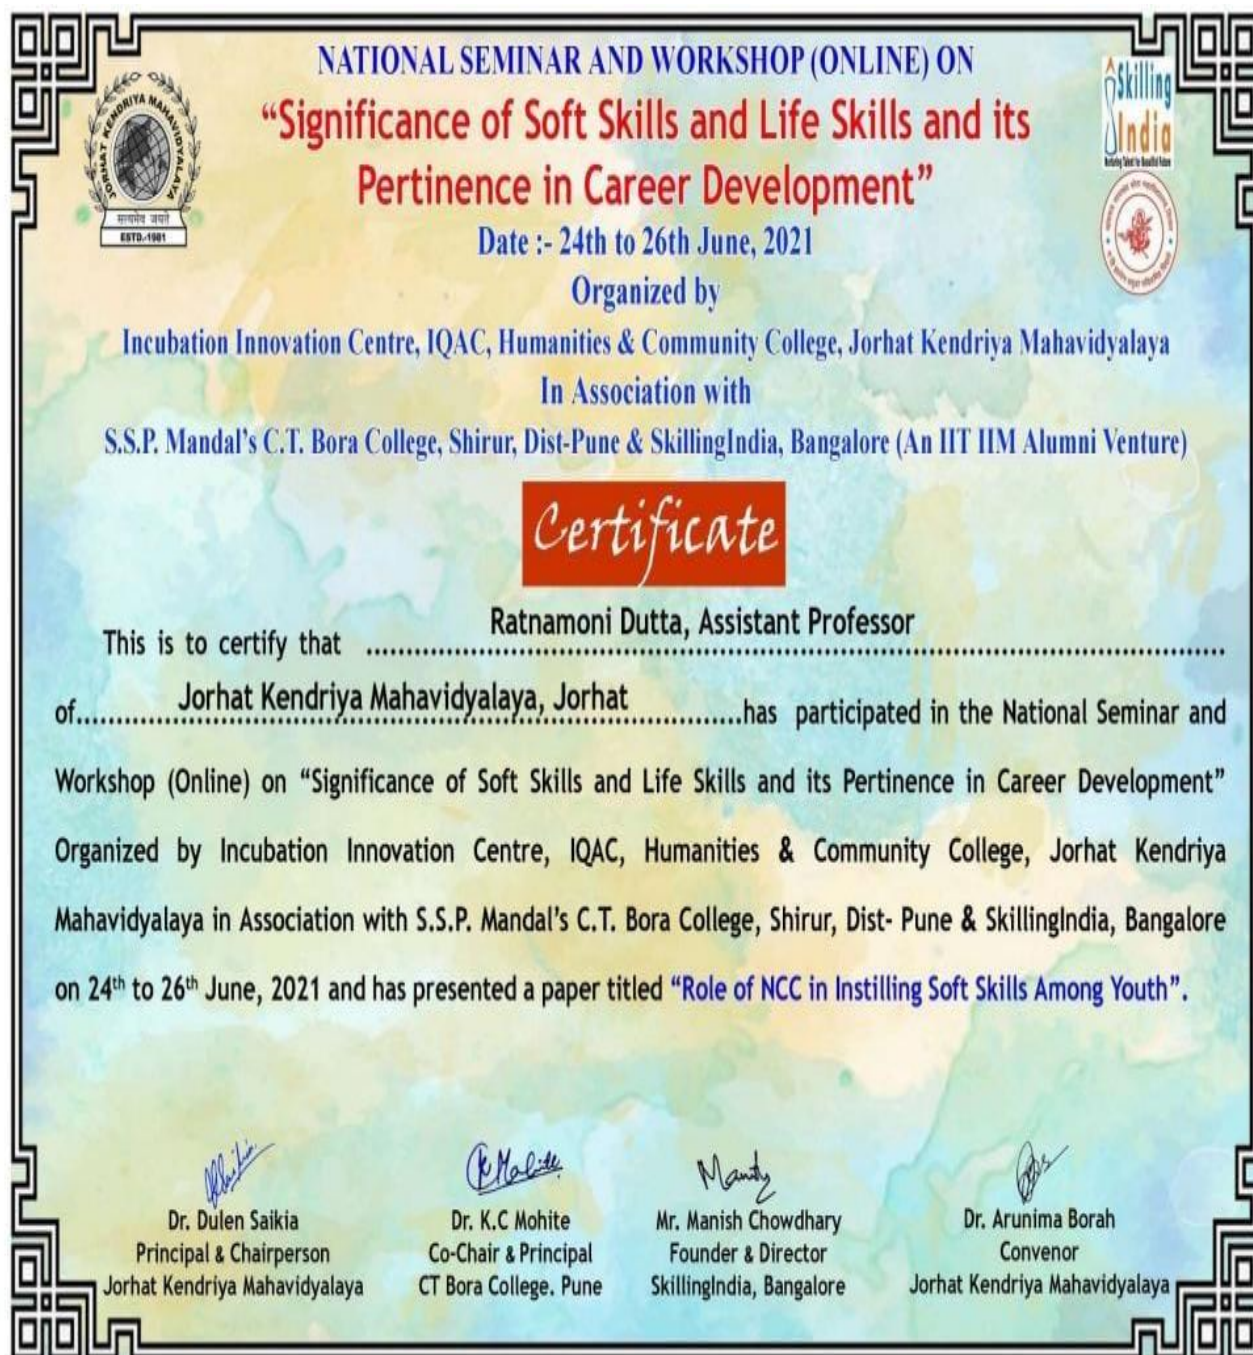 NATIONAL SEMINAR AND WORKSHOP (ONLINE) ON
“Significance of Soft Skills and Life Skills and its
Pertinence in Career Development”
Date :- 24th to 26th June, 2021
Organized by
Incubation Innovation Centre, IQAC, Humanities & Community College, Jorhat Kendriya Mahavidyalaya
In Association with
S.S.P. Mandal’s C.T. Bora College, Shirur, Dist-Pune & SkillingIndia, Bangalore (An IIT IIM Alumni Venture)
JORHAT KENDRIYA MAHAVIDYALAYA
सत्यमेव जयते
ESTD.-1981
Skilling
India
Nurturing Talent for Beautiful Future
Certificate
This is to certify that Ratnamoni Dutta, Assistant Professor
of Jorhat Kendriya Mahavidyalaya, Jorhat has participated in the National Seminar and
Workshop (Online) on “Significance of Soft Skills and Life Skills and its Pertinence in Career Development”
Organized by Incubation Innovation Centre, IQAC, Humanities & Community College, Jorhat Kendriya
Mahavidyalaya in Association with S.S.P. Mandal’s C.T. Bora College, Shirur, Dist- Pune & SkillingIndia, Bangalore
on 24th to 26th June, 2021 and has presented a paper titled “Role of NCC in Instilling Soft Skills Among Youth”.
Dr. Dulen Saikia
Principal & Chairperson
Jorhat Kendriya Mahavidyalaya
Dr. K.C Mohite
Co-Chair & Principal
CT Bora College. Pune
Mr. Manish Chowdhary
Founder & Director
SkillingIndia, Bangalore
Dr. Arunima Borah
Convenor
Jorhat Kendriya Mahavidyalaya